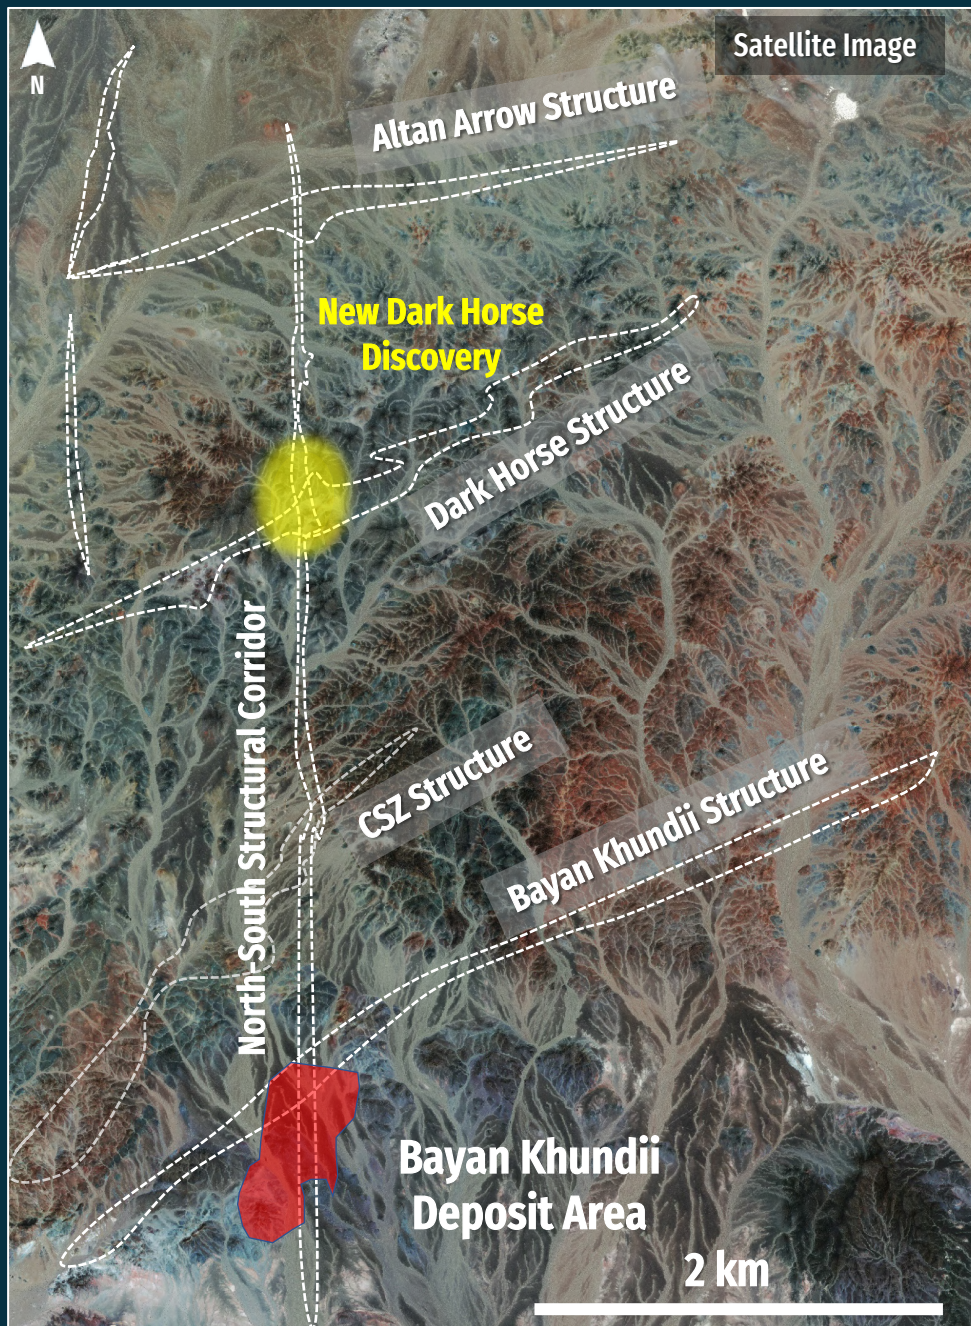 Satellite Image
N
Altan Arrow Structure
New Dark Horse
Discovery
Dark Horse Structure
North-South Structural Corridor
CSZ Structure
Bayan Khundii Structure
Bayan Khundii
Deposit Area
2 km